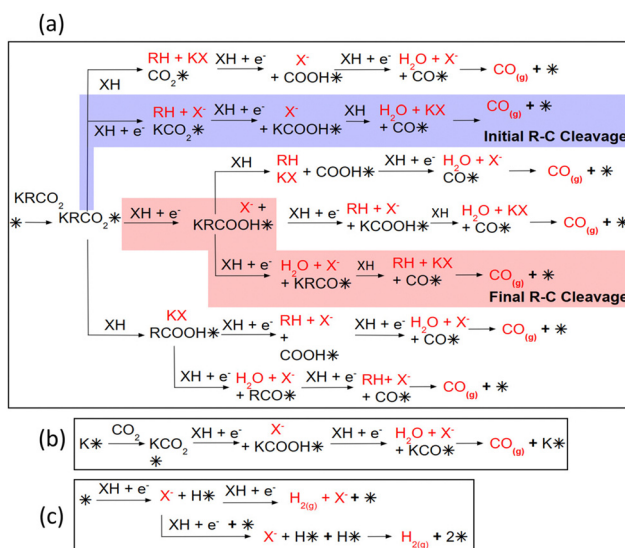 (a)
RH + KX XH + e- X- XH + e- H2O + X-
XH CO2* + COOH* + CO* CO(g) + *
RH + X- XH + e- X- XH H2O + KX CO(g) + *
XH + e- KCO2* + KCOOH* + CO*
Initial R-C Cleavage
XH RH + COOH* XH + e- H2O + X- CO(g) + *
KX CO*
KRCO2 X- +
* KRCO2* XH + e- KRCOOH* XH + e- RH + X- XH H2O + KX CO(g) + *
+ KCOOH* + CO*
XH + e- H2O + X- XH RH + KX CO(g) + *
+ KRCO* + CO*
Final R-C Cleavage
KX
XH RCOOH* XH + e- RH + X- XH + e- H2O + X- CO(g) + *
+ + CO*
COOH*
XH + e- H2O + X- XH + e- RH+ X- CO(g) + *
+ RCO* + CO*
(b)
K* CO2 KCO2 XH + e- X- XH + e- H2O + X- CO(g) + K*
* + KCOOH* + KCO*
(c)
* XH + e- X- + H* XH + e- H2(g) + X- + *
XH + e- + * X- + H* + H* H2(g) + 2*